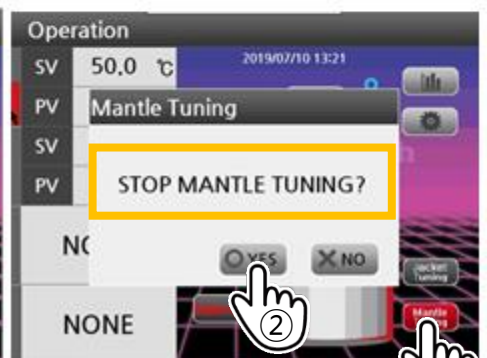 Operation
SV 50.0 ℃
2019/07/10 13:21
PV
Mantle Tuning
SV
PV
STOP MANTLE TUNING?
YES
NO
Jacket
Tuning
NONE
Mantle
②